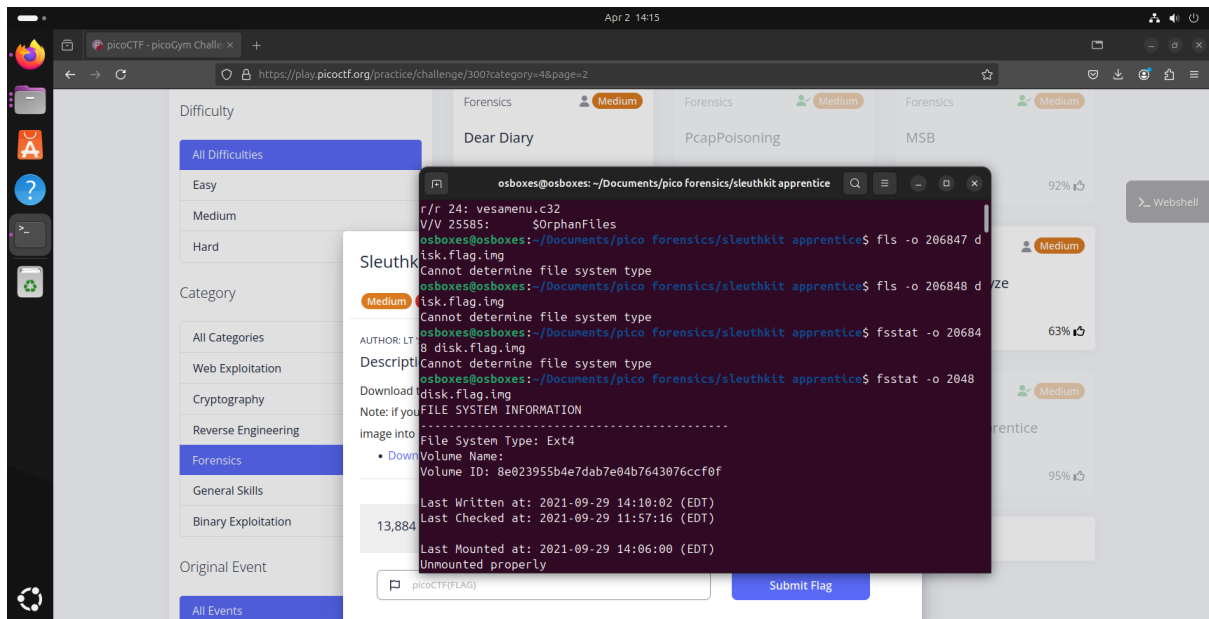 Apr 2 14:15
picoCTF - picoGym Challe
https://play.picoctf.org/practice/challenge/300?category=4&page=2
Difficulty
All Difficulties
Easy
Medium
Hard
Category
All Categories
Web Exploitation
Cryptography
Reverse Engineering
Forensics
General Skills
Binary Exploitation
Original Event
All Events
Forensics
Medium
Dear Diary
Forensics
Medium
PcapPoisoning
Forensics
Medium
MSB
92%
Webshell
Medium
yze
63%
Medium
rentice
95%
Sleuthk
Medium
AUTHOR: LT
Descripti
Download t
Note: if you
image into
• Down
13,884
picoCTF{FLAG}
Submit Flag
osboxes@osboxes: ~/Documents/pico forensics/sleuthkit apprentice
r/r 24: vesamenu.c32
V/V 25585: $OrphanFiles
osboxes@osboxes:~/Documents/pico forensics/sleuthkit apprentice$ fls -o 206847 d
isk.flag.img
Cannot determine file system type
osboxes@osboxes:~/Documents/pico forensics/sleuthkit apprentice$ fls -o 206848 d
isk.flag.img
Cannot determine file system type
osboxes@osboxes:~/Documents/pico forensics/sleuthkit apprentice$ fsstat -o 20684
8 disk.flag.img
Cannot determine file system type
osboxes@osboxes:~/Documents/pico forensics/sleuthkit apprentice$ fsstat -o 2048
disk.flag.img
FILE SYSTEM INFORMATION
--------------------------------------------
File System Type: Ext4
Volume Name:
Volume ID: 8e023955b4e7dab7e04b7643076ccf0f
Last Written at: 2021-09-29 14:10:02 (EDT)
Last Checked at: 2021-09-29 11:57:16 (EDT)
Last Mounted at: 2021-09-29 14:06:00 (EDT)
Unmounted properly